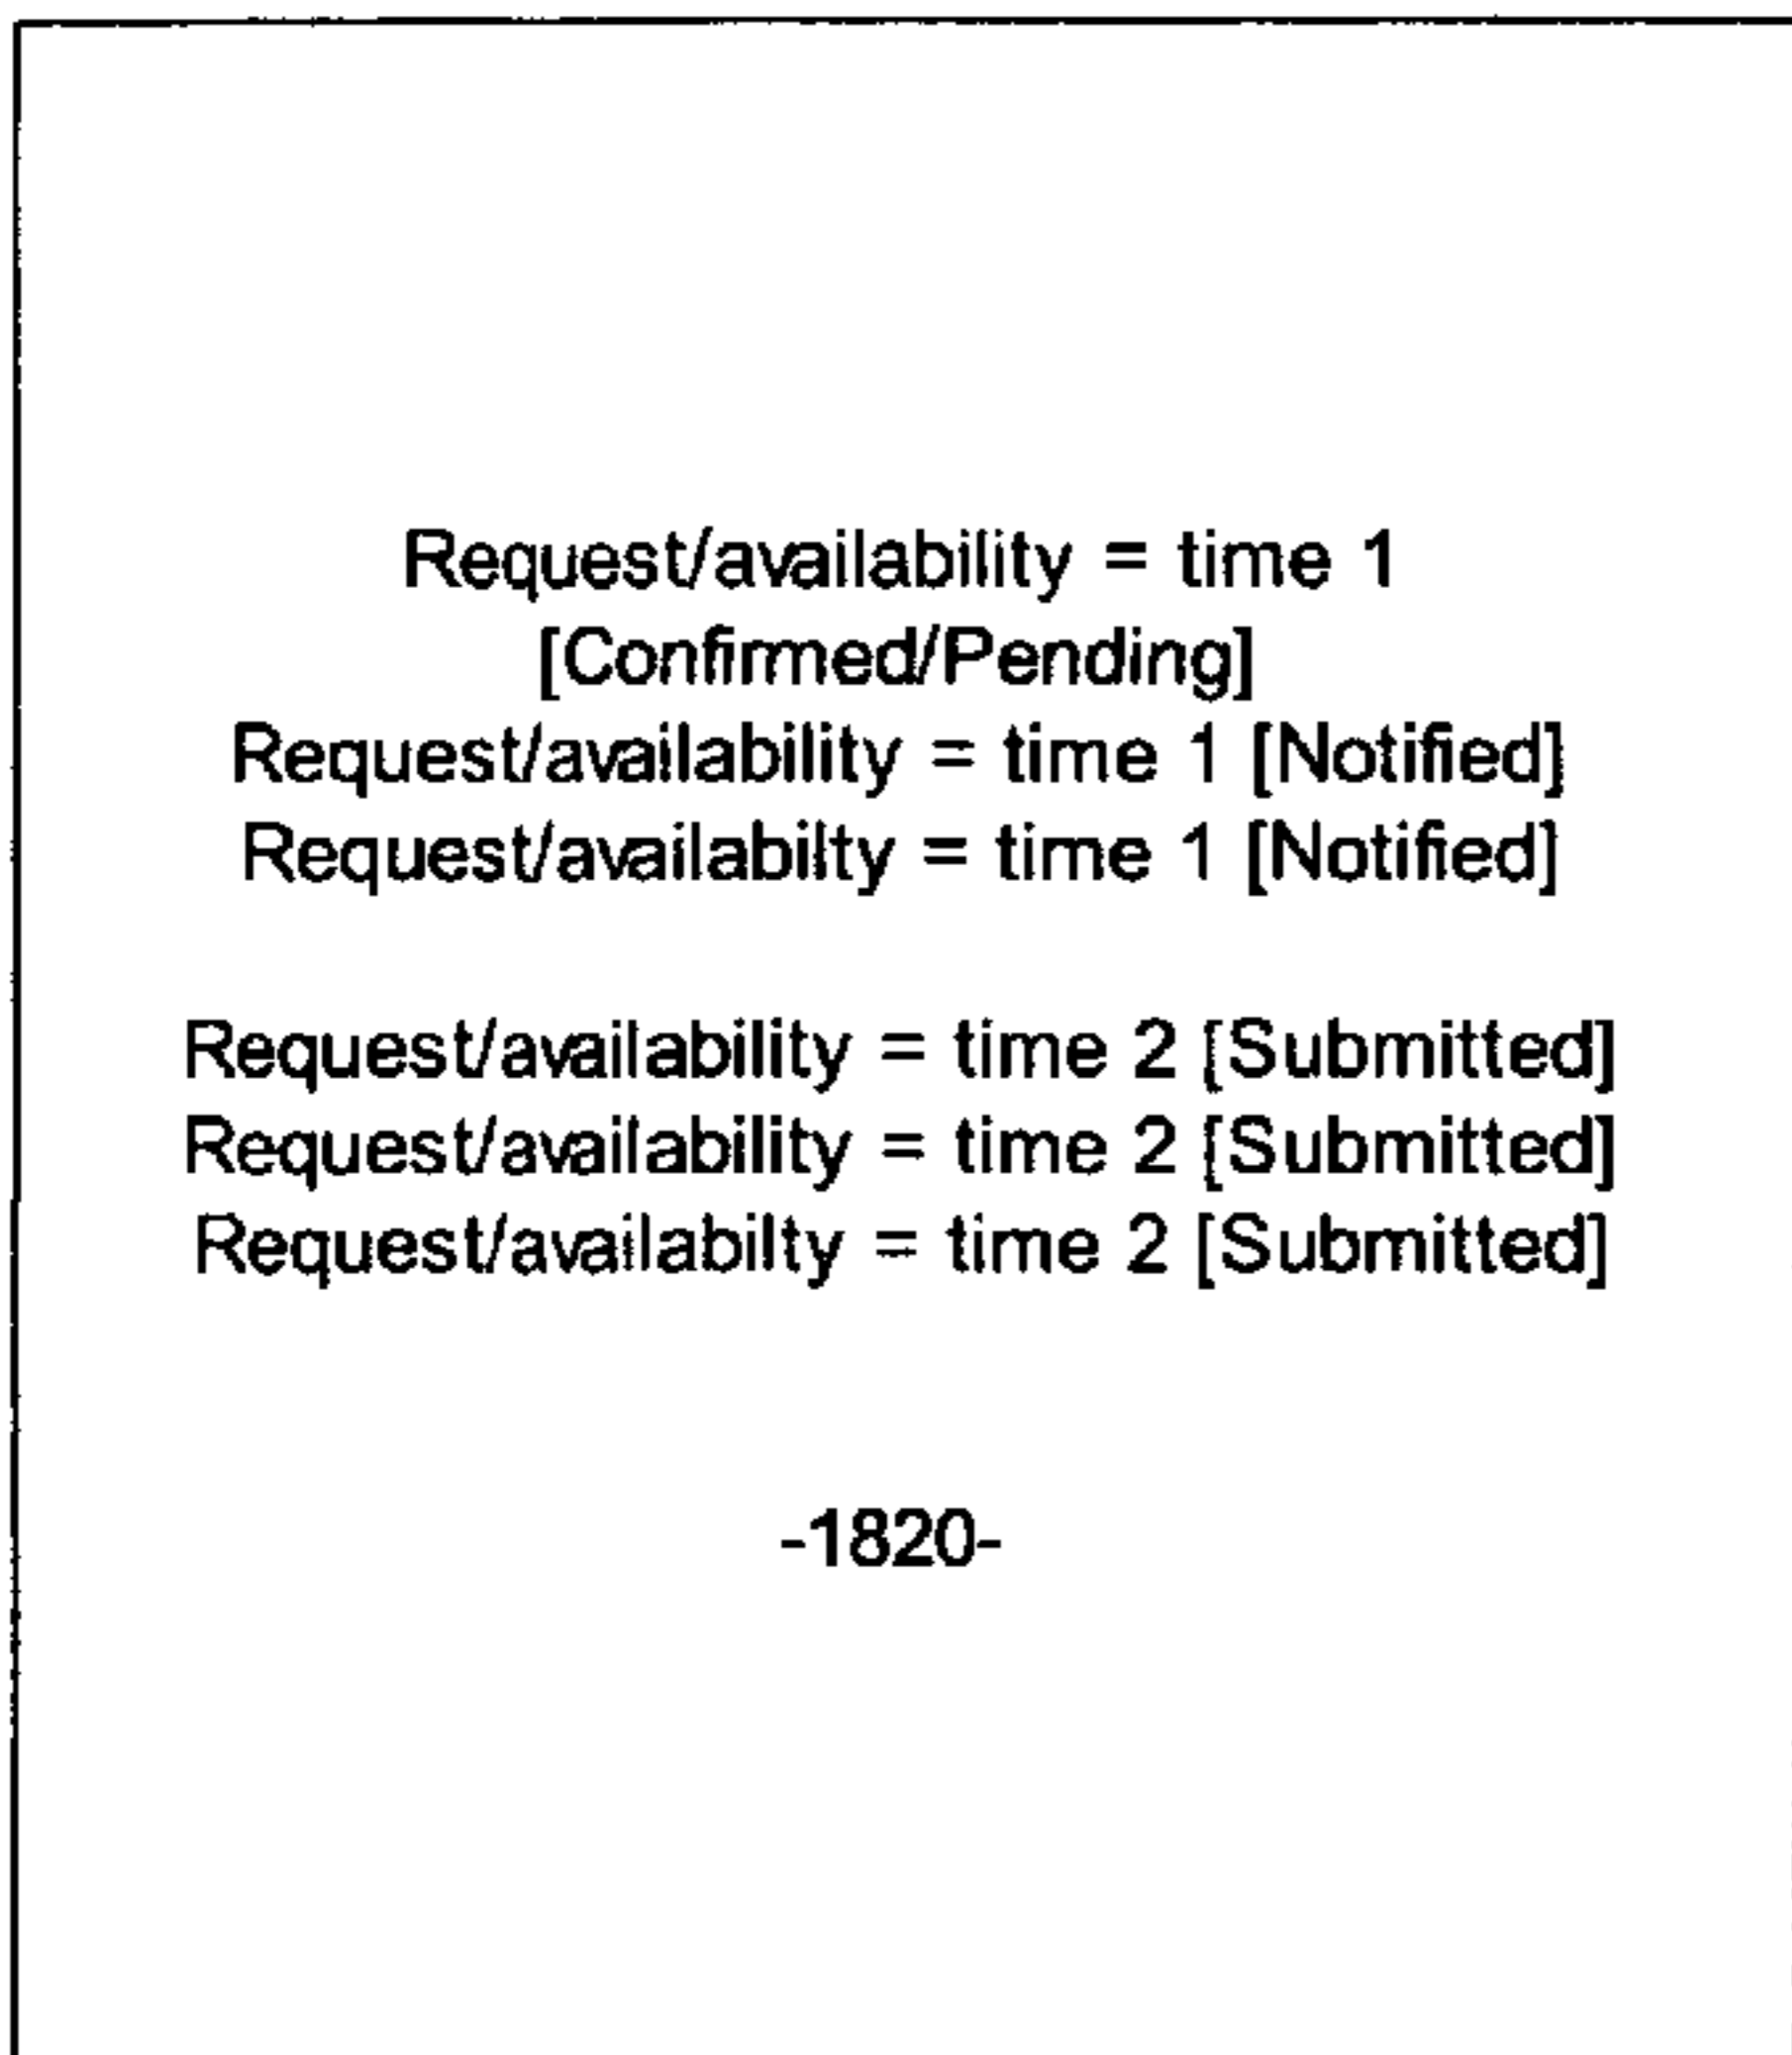 Request/availability = time 1
[Confirmed/Pending]
Request/availability = time 1 [Notified]
Request/availabilty = time 1 [Notified]
Request/availability = time 2 [Submitted]
Request/availability = time 2 [Submitted]
Request/availabilty = time 2 [Submitted]
-1820-